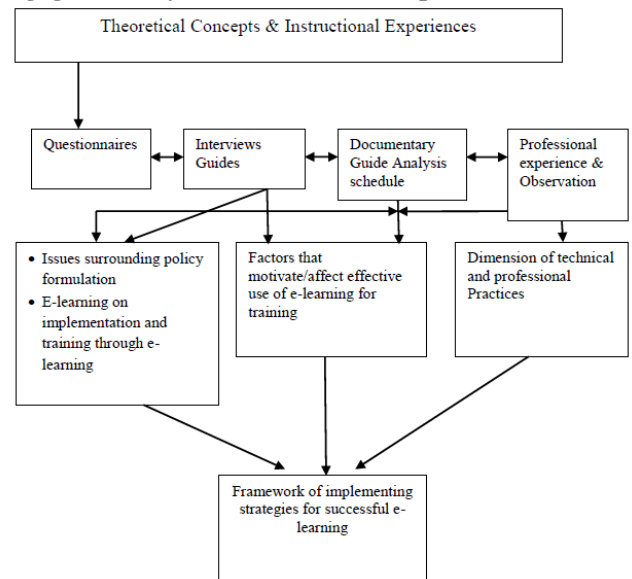 Theoretical Concepts & Instructional Experiences
Questionnaires
Interviews
Guides
Documentary
Guide Analysis
schedule
Professional
experience &
Observation
• Issues surrounding policy
formulation
• E-learning on
implementation and
training through e-
learning
Factors that
motivate/affect effective
use of e-learning for
training
Dimension of technical
and professional
Practices
Framework of implementing
strategies for successful e-
learning